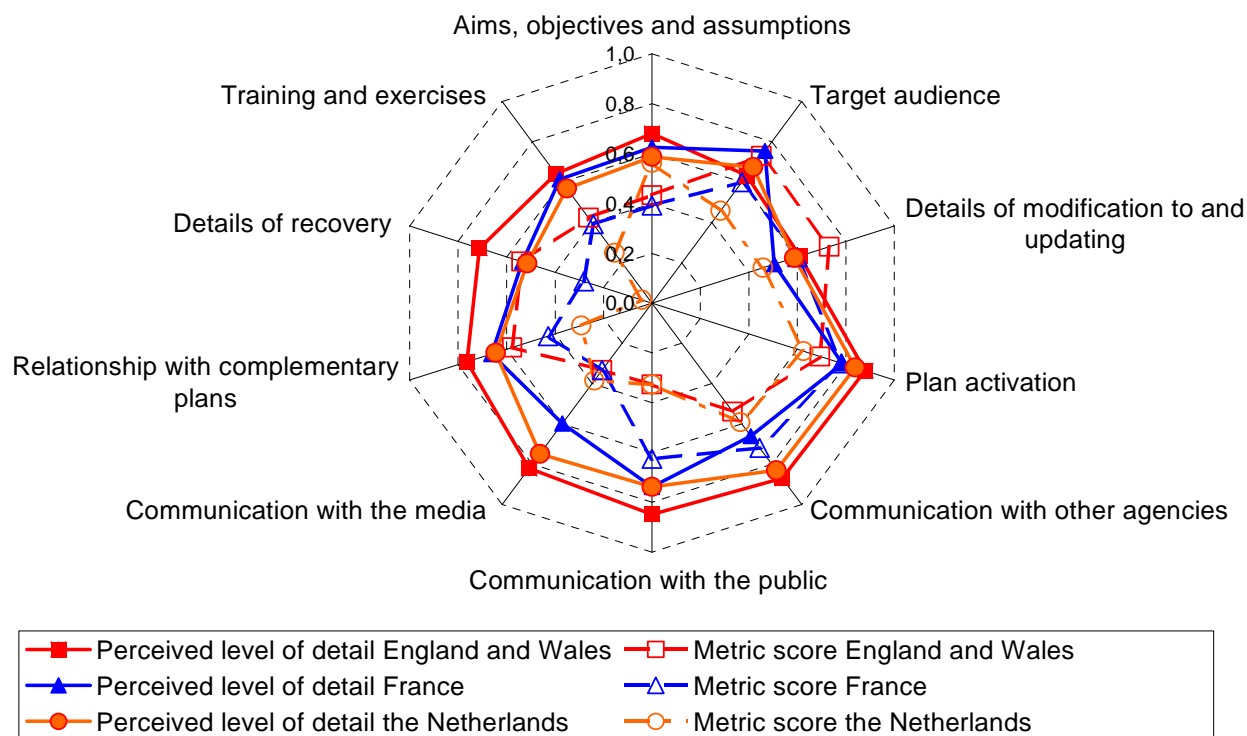 Aims, objectives and assumptions
1,0
Training and exercises
Target audience
0,8
0,6
Details of recovery
0,4
Details of modification to and
updating
0,2
0,0
Relationship with complementary
plans
Plan activation
Communication with the media
Communication with other agencies
Communication with the public
Perceived level of detail England and Wales
Metric score England and Wales
Perceived level of detail France
Metric score France
Perceived level of detail the Netherlands
Metric score the Netherlands